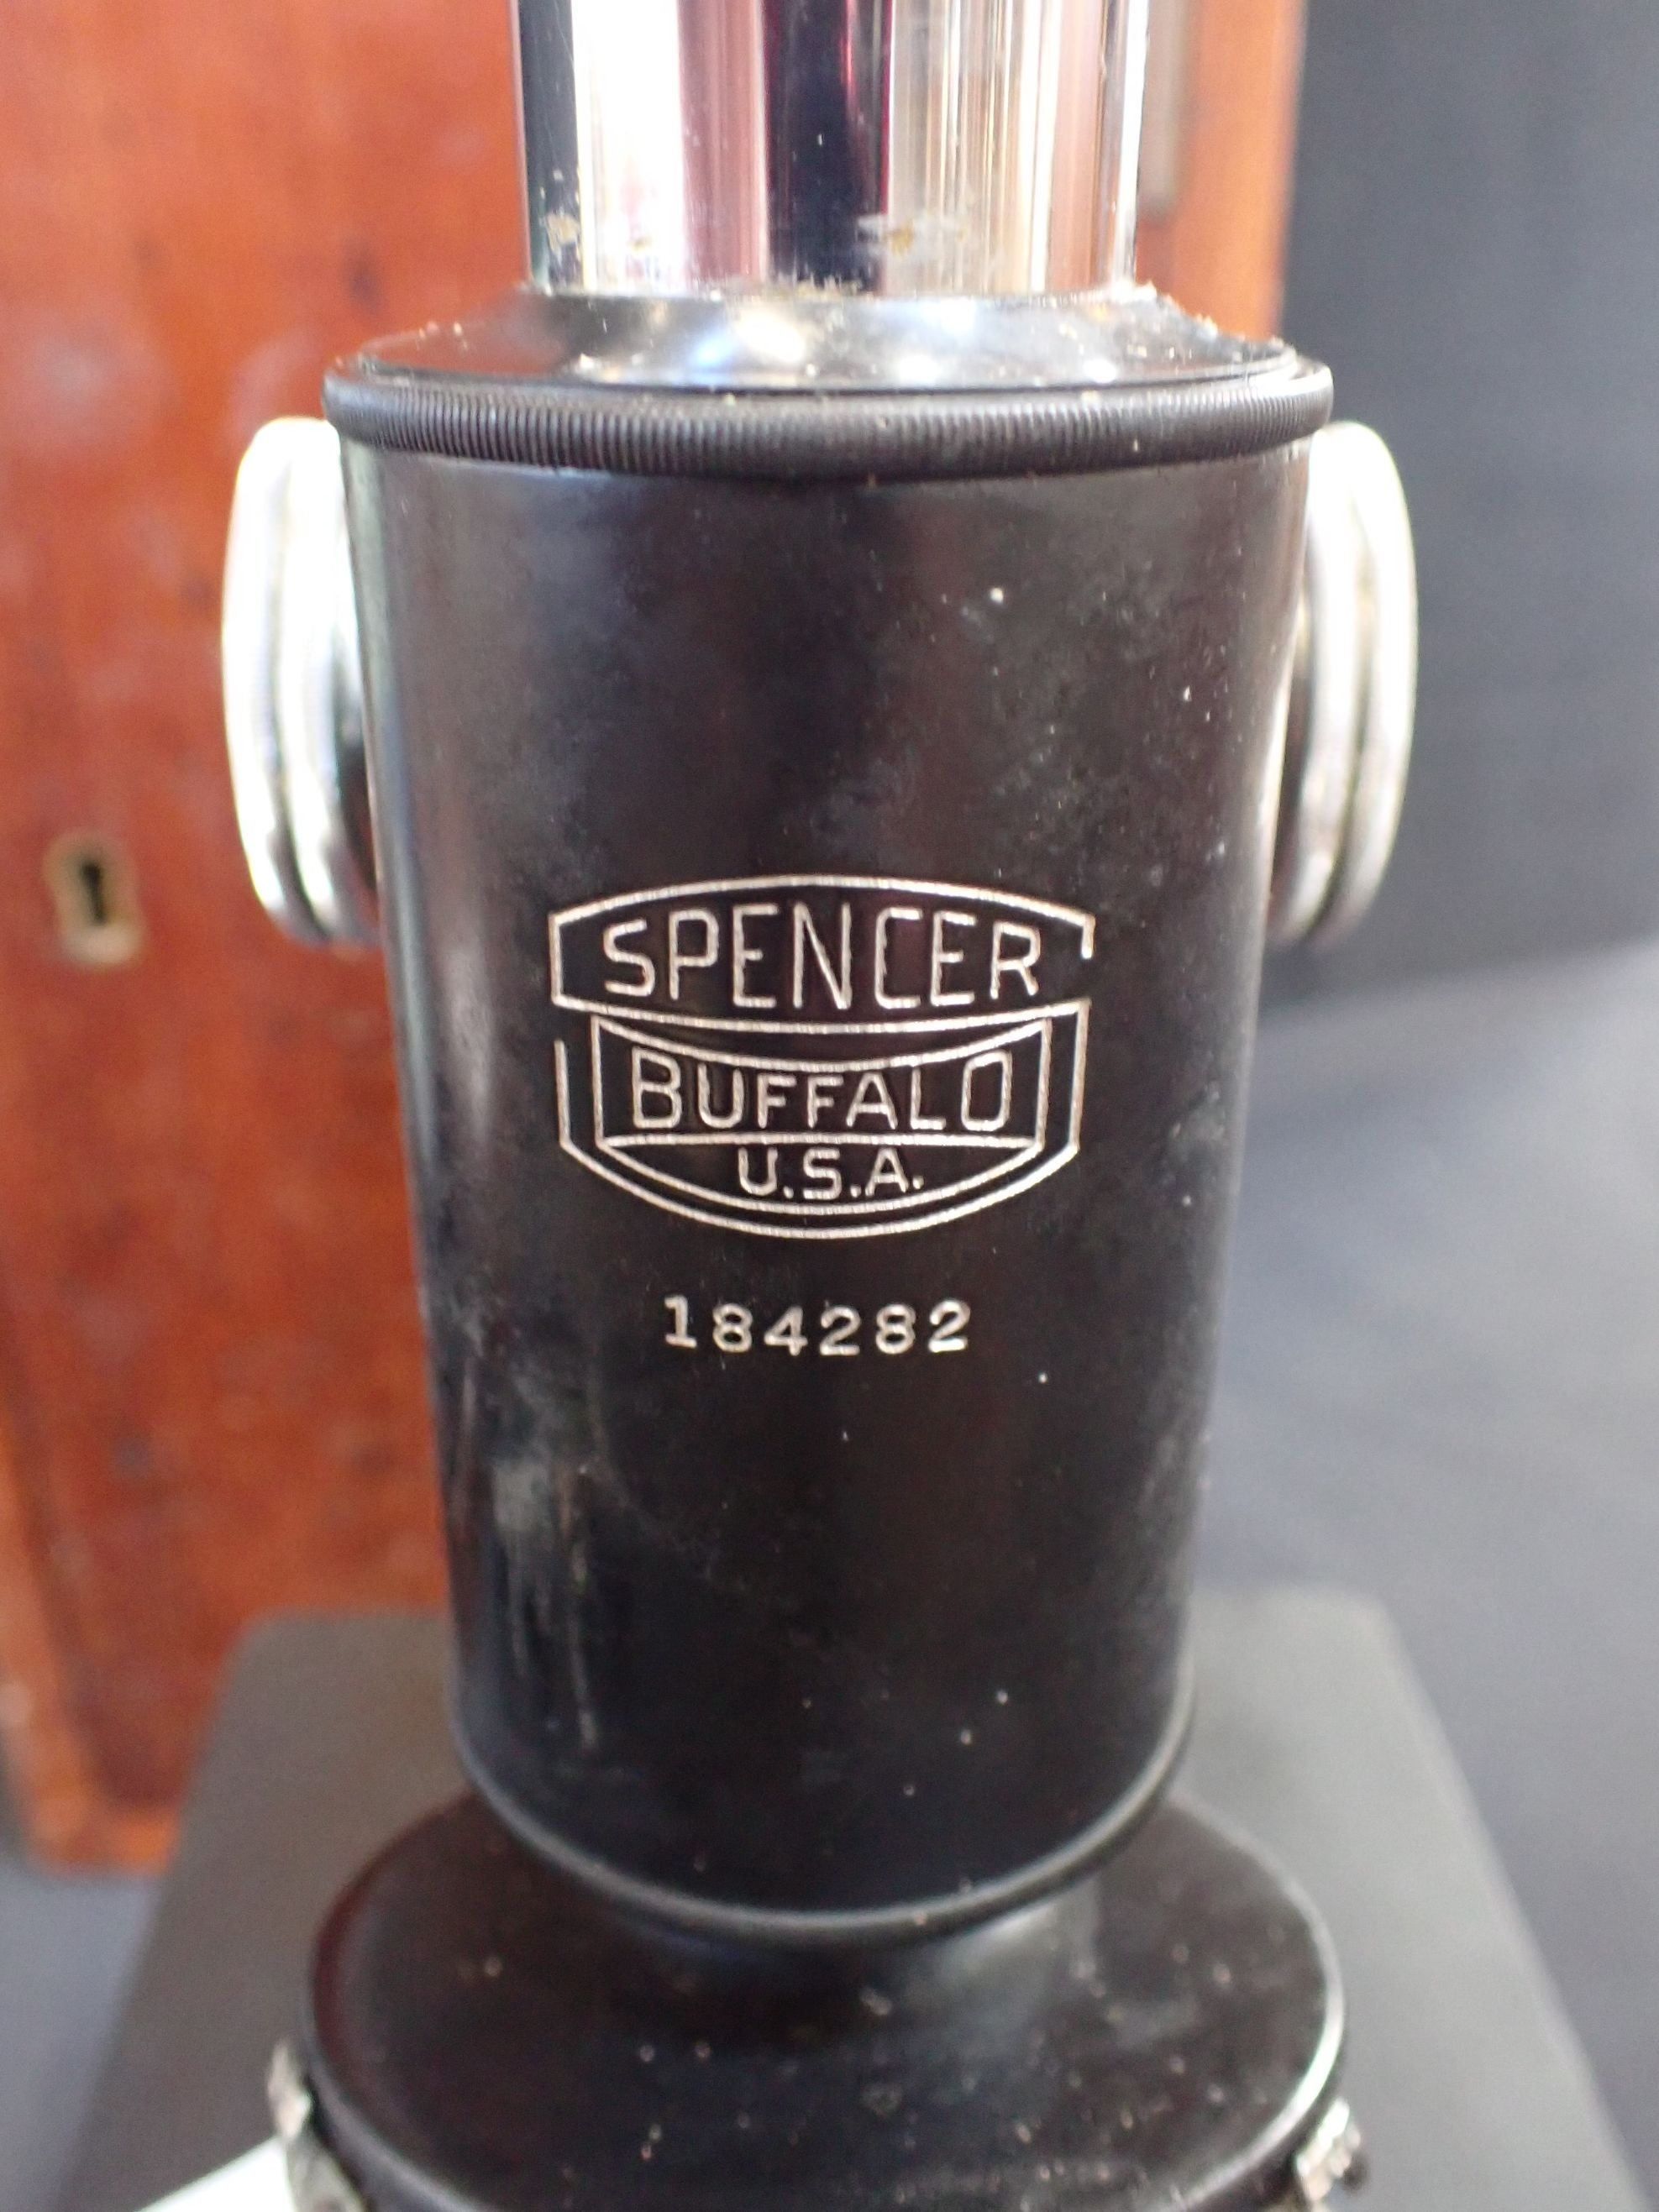 SPENCER
BUFFALO
U.S.A.
184282